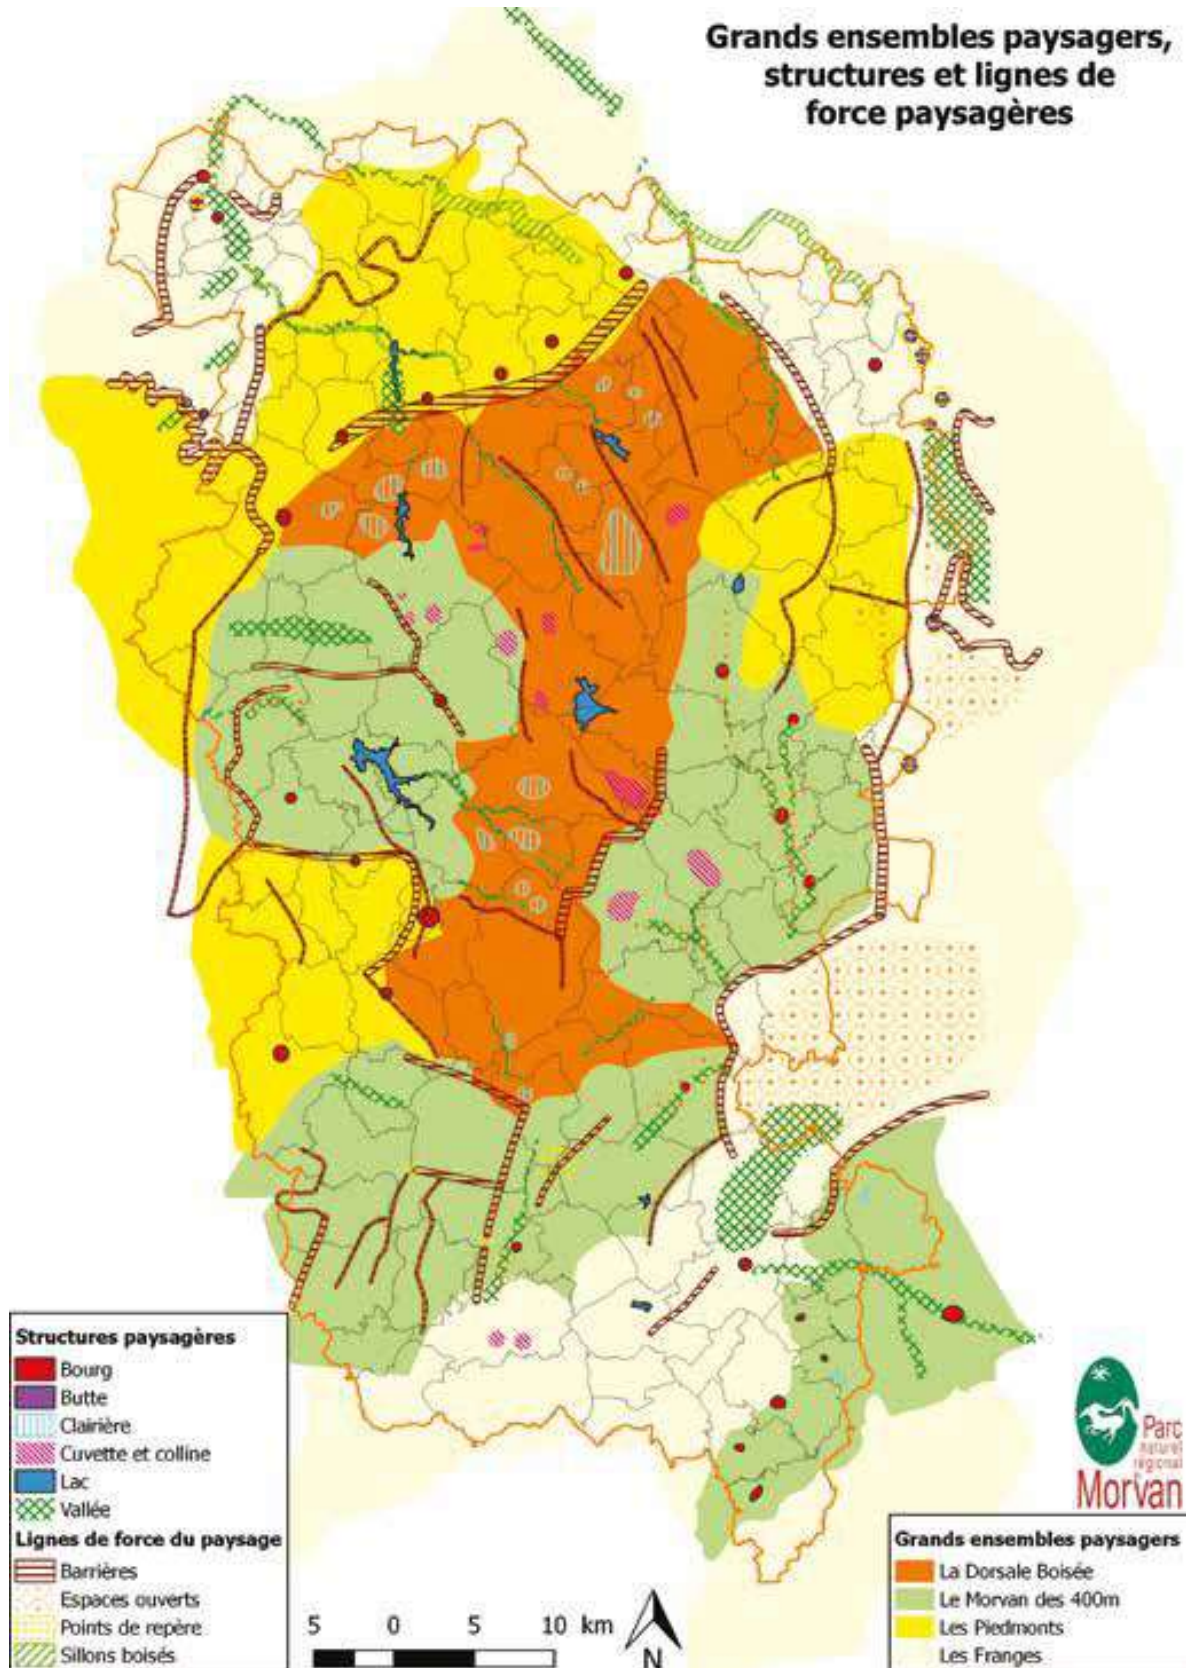 Grands ensembles paysagers,
structures et lignes de
force paysagères
Structures paysagères
Bourg
Butte
Clairière
Cuvette et colline
Lac
Vallée
Lignes de force du paysage
Barrières
Espaces ouverts
Points de repère
Sillons boisés
5 0 5 10 km
N
Parc
naturel
régional
Morvan
Grands ensembles paysagers
La Dorsale Boisée
Le Morvan des 400m
Les Piedmonts
Les Franges